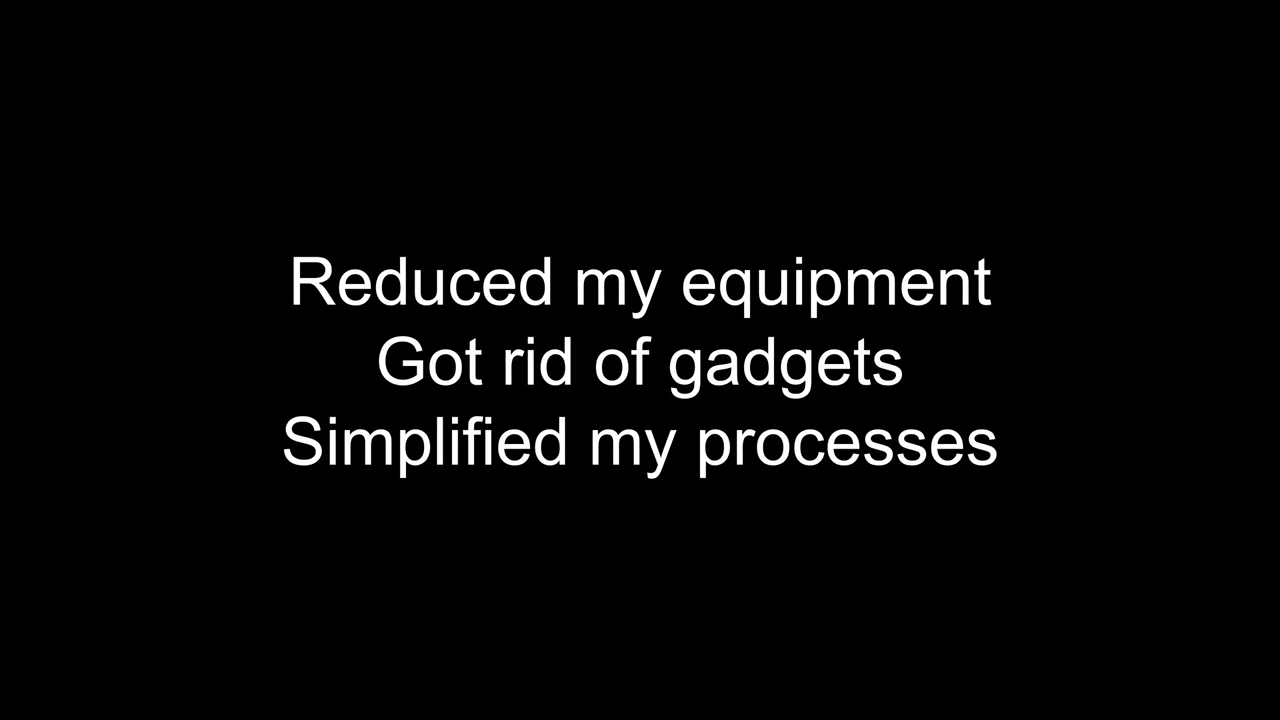 Reduced my equipment
Got rid of gadgets
Simplified my processes